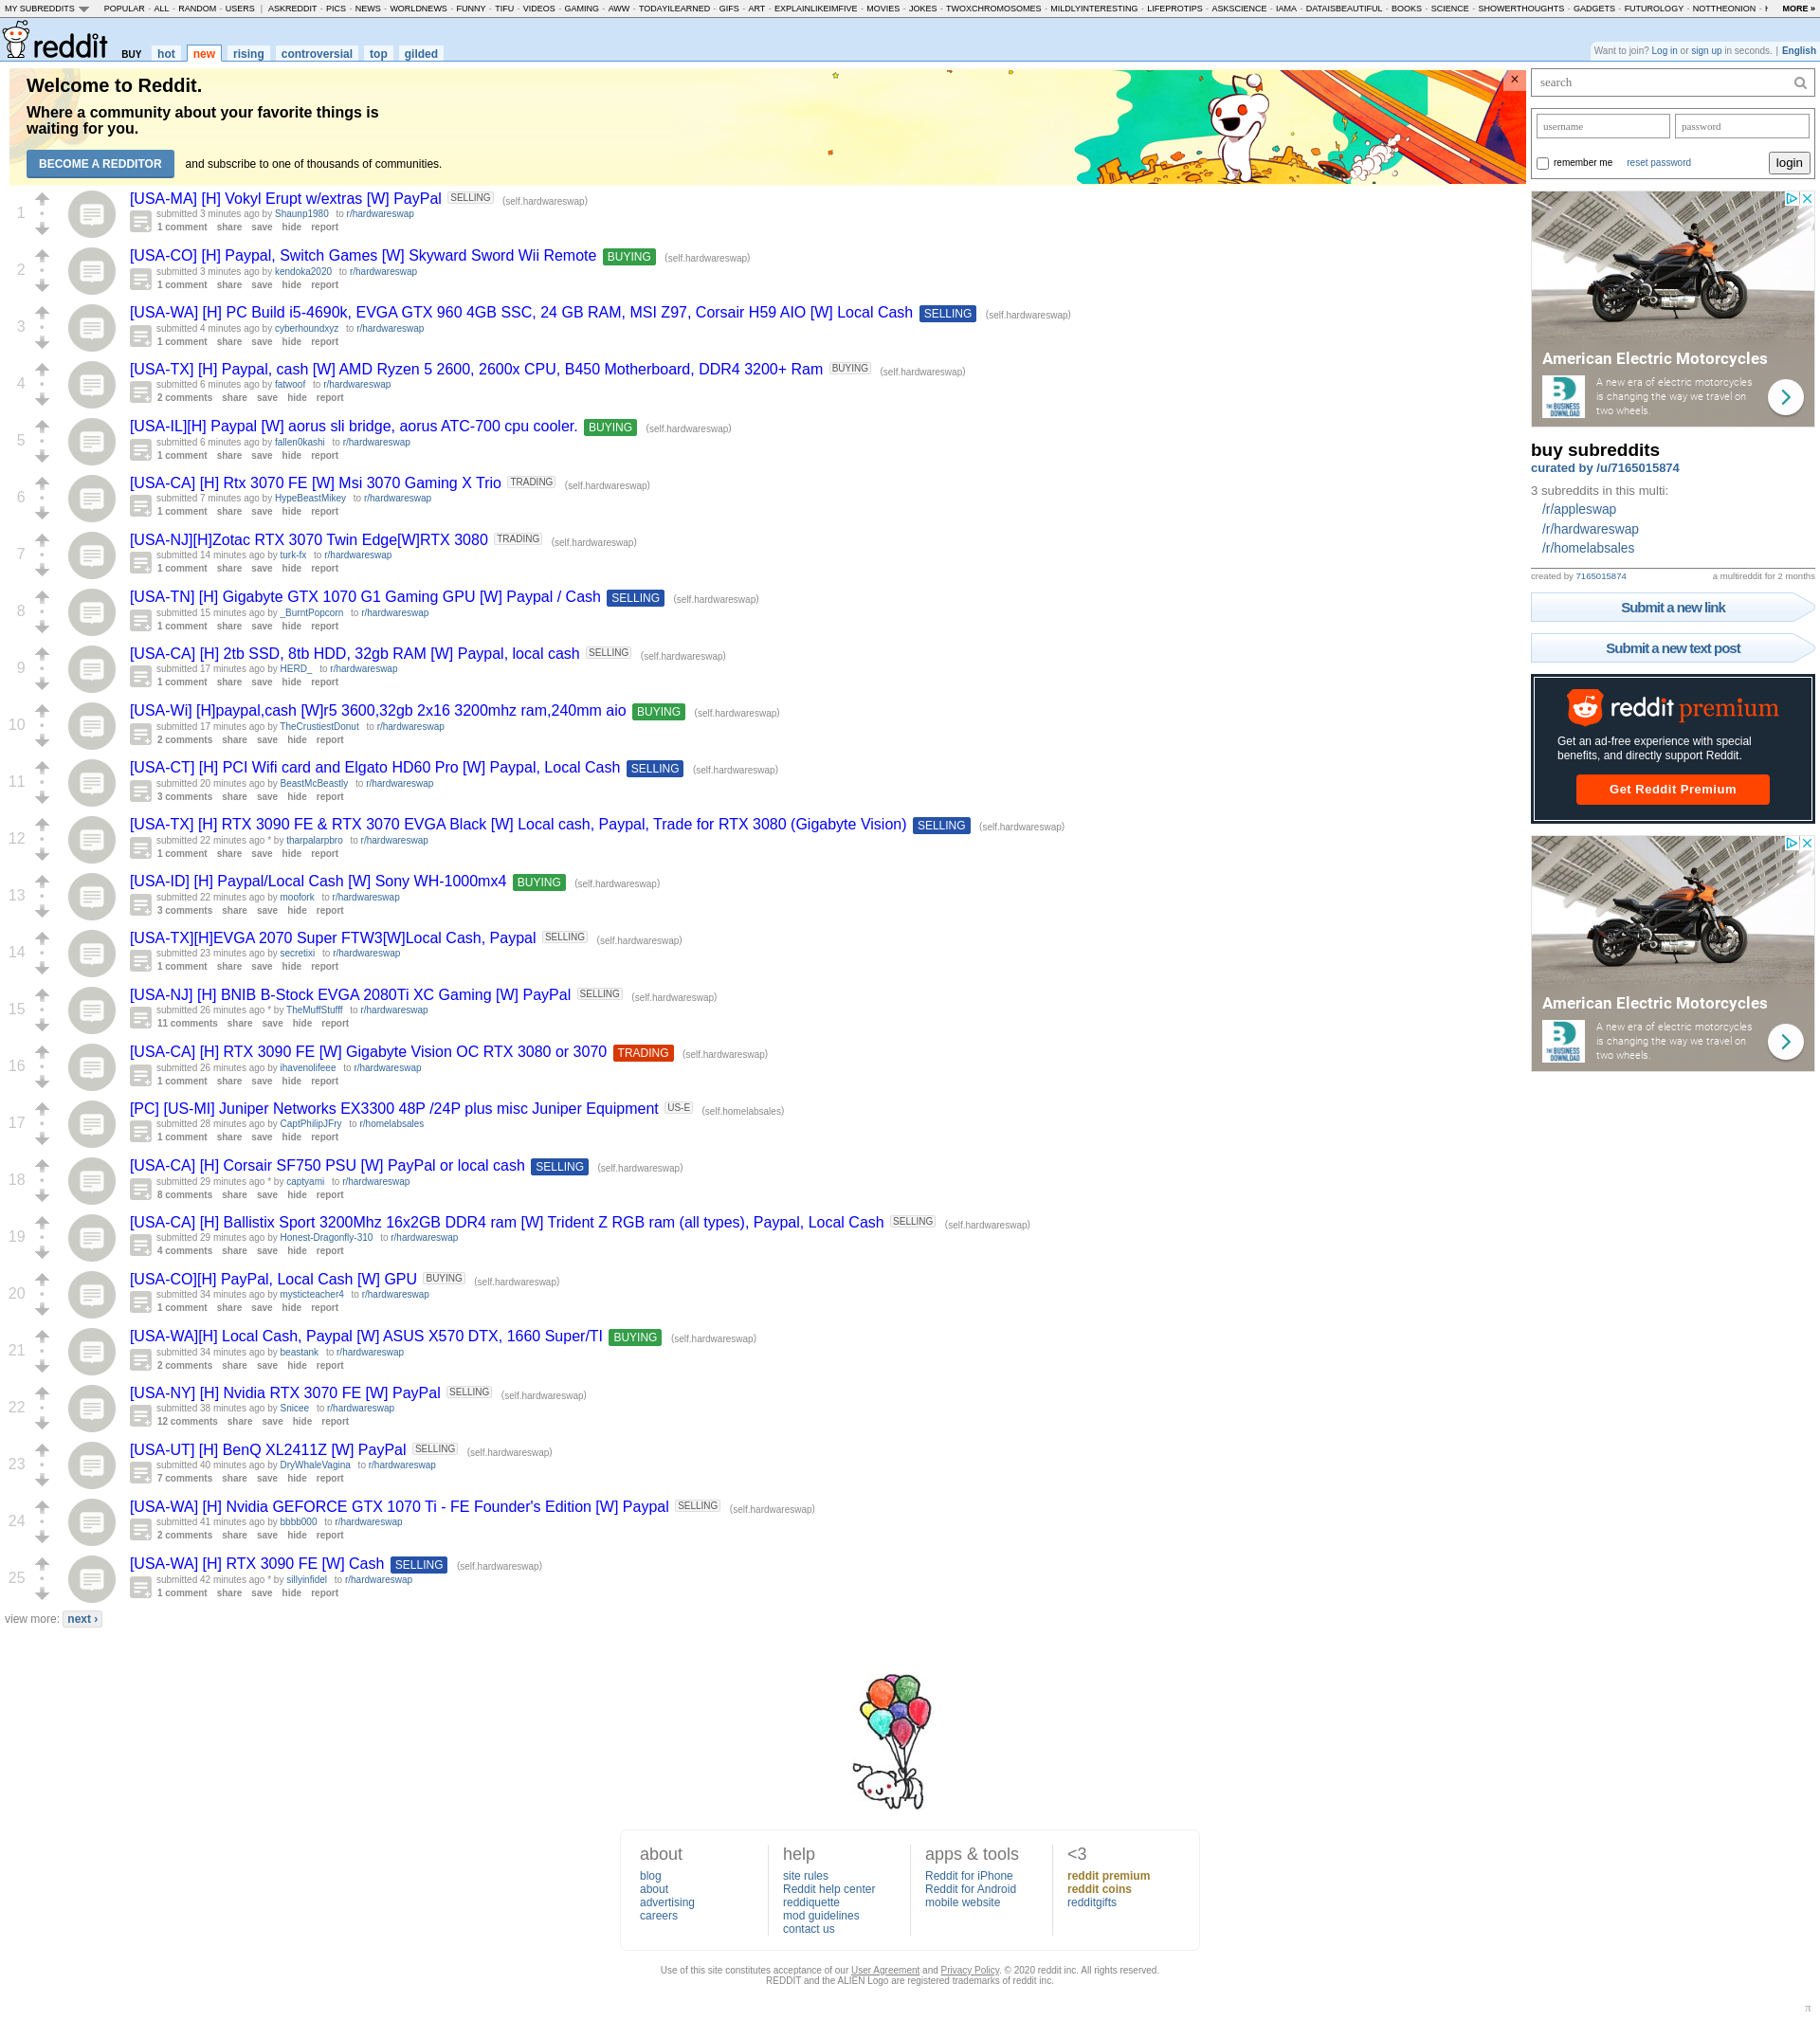 MY SUBREDDITS POPULAR - ALL - RANDOM - USERS | ASKREDDIT - PICS - NEWS - WORLDNEWS - FUNNY - TIFU - VIDEOS - GAMING - AWW - TODAYILEARNED - GIFS - ART - EXPLAINLIKEIMFIVE - MOVIES - JOKES - TWOXCHROMOSOMES - MILDLYINTERESTING - LIFEPROTIPS - ASKSCIENCE - IAMA - DATAISBEAUTIFUL - BOOKS - SCIENCE - SHOWERTHOUGHTS - GADGETS - FUTUROLOGY - NOTTHEONION - MORE »
reddit BUY hot new rising controversial top gilded
Want to join? Log in or sign up in seconds. | English
Welcome to Reddit.
Where a community about your favorite things is
waiting for you.
BECOME A REDDITOR and subscribe to one of thousands of communities.
×
1
[USA-MA] [H] Vokyl Erupt w/extras [W] PayPal SELLING (self.hardwareswap)
submitted 3 minutes ago by Shaunp1980 to r/hardwareswap
1 comment share save hide report
2
[USA-CO] [H] Paypal, Switch Games [W] Skyward Sword Wii Remote BUYING (self.hardwareswap)
submitted 3 minutes ago by kendoka2020 to r/hardwareswap
1 comment share save hide report
3
[USA-WA] [H] PC Build i5-4690k, EVGA GTX 960 4GB SSC, 24 GB RAM, MSI Z97, Corsair H59 AIO [W] Local Cash SELLING (self.hardwareswap)
submitted 4 minutes ago by cyberhoundxyz to r/hardwareswap
1 comment share save hide report
4
[USA-TX] [H] Paypal, cash [W] AMD Ryzen 5 2600, 2600x CPU, B450 Motherboard, DDR4 3200+ Ram BUYING (self.hardwareswap)
submitted 6 minutes ago by fatwoof to r/hardwareswap
2 comments share save hide report
5
[USA-IL][H] Paypal [W] aorus sli bridge, aorus ATC-700 cpu cooler. BUYING (self.hardwareswap)
submitted 6 minutes ago by fallen0kashi to r/hardwareswap
1 comment share save hide report
6
[USA-CA] [H] Rtx 3070 FE [W] Msi 3070 Gaming X Trio TRADING (self.hardwareswap)
submitted 7 minutes ago by HypeBeastMikey to r/hardwareswap
1 comment share save hide report
7
[USA-NJ][H]Zotac RTX 3070 Twin Edge[W]RTX 3080 TRADING (self.hardwareswap)
submitted 14 minutes ago by turk-fx to r/hardwareswap
1 comment share save hide report
8
[USA-TN] [H] Gigabyte GTX 1070 G1 Gaming GPU [W] Paypal / Cash SELLING (self.hardwareswap)
submitted 15 minutes ago by _BurntPopcorn to r/hardwareswap
1 comment share save hide report
9
[USA-CA] [H] 2tb SSD, 8tb HDD, 32gb RAM [W] Paypal, local cash SELLING (self.hardwareswap)
submitted 17 minutes ago by HERD_ to r/hardwareswap
1 comment share save hide report
10
[USA-Wi] [H]paypal,cash [W]r5 3600,32gb 2x16 3200mhz ram,240mm aio BUYING (self.hardwareswap)
submitted 17 minutes ago by TheCrustiestDonut to r/hardwareswap
2 comments share save hide report
11
[USA-CT] [H] PCI Wifi card and Elgato HD60 Pro [W] Paypal, Local Cash SELLING (self.hardwareswap)
submitted 20 minutes ago by BeastMcBeastly to r/hardwareswap
3 comments share save hide report
12
[USA-TX] [H] RTX 3090 FE & RTX 3070 EVGA Black [W] Local cash, Paypal, Trade for RTX 3080 (Gigabyte Vision) SELLING (self.hardwareswap)
submitted 22 minutes ago * by tharpalarpbro to r/hardwareswap
1 comment share save hide report
13
[USA-ID] [H] Paypal/Local Cash [W] Sony WH-1000mx4 BUYING (self.hardwareswap)
submitted 22 minutes ago by moofork to r/hardwareswap
3 comments share save hide report
14
[USA-TX][H]EVGA 2070 Super FTW3[W]Local Cash, Paypal SELLING (self.hardwareswap)
submitted 23 minutes ago by secretixi to r/hardwareswap
1 comment share save hide report
15
[USA-NJ] [H] BNIB B-Stock EVGA 2080Ti XC Gaming [W] PayPal SELLING (self.hardwareswap)
submitted 26 minutes ago * by TheMuffStufff to r/hardwareswap
11 comments share save hide report
16
[USA-CA] [H] RTX 3090 FE [W] Gigabyte Vision OC RTX 3080 or 3070 TRADING (self.hardwareswap)
submitted 26 minutes ago by ihavenolifeee to r/hardwareswap
1 comment share save hide report
17
[PC] [US-MI] Juniper Networks EX3300 48P /24P plus misc Juniper Equipment US-E (self.homelabsales)
submitted 28 minutes ago by CaptPhilipJFry to r/homelabsales
1 comment share save hide report
18
[USA-CA] [H] Corsair SF750 PSU [W] PayPal or local cash SELLING (self.hardwareswap)
submitted 29 minutes ago * by captyami to r/hardwareswap
8 comments share save hide report
19
[USA-CA] [H] Ballistix Sport 3200Mhz 16x2GB DDR4 ram [W] Trident Z RGB ram (all types), Paypal, Local Cash SELLING (self.hardwareswap)
submitted 29 minutes ago by Honest-Dragonfly-310 to r/hardwareswap
4 comments share save hide report
20
[USA-CO][H] PayPal, Local Cash [W] GPU BUYING (self.hardwareswap)
submitted 34 minutes ago by mysticteacher4 to r/hardwareswap
1 comment share save hide report
21
[USA-WA][H] Local Cash, Paypal [W] ASUS X570 DTX, 1660 Super/TI BUYING (self.hardwareswap)
submitted 34 minutes ago by beastank to r/hardwareswap
2 comments share save hide report
22
[USA-NY] [H] Nvidia RTX 3070 FE [W] PayPal SELLING (self.hardwareswap)
submitted 38 minutes ago by Snicee to r/hardwareswap
12 comments share save hide report
23
[USA-UT] [H] BenQ XL2411Z [W] PayPal SELLING (self.hardwareswap)
submitted 40 minutes ago by DryWhaleVagina to r/hardwareswap
7 comments share save hide report
24
[USA-WA] [H] Nvidia GEFORCE GTX 1070 Ti - FE Founder's Edition [W] Paypal SELLING (self.hardwareswap)
submitted 41 minutes ago by bbbb000 to r/hardwareswap
2 comments share save hide report
25
[USA-WA] [H] RTX 3090 FE [W] Cash SELLING (self.hardwareswap)
submitted 42 minutes ago * by sillyinfidel to r/hardwareswap
1 comment share save hide report
view more: next ›
search
username password
remember me reset password login
American Electric Motorcycles
A new era of electric motorcycles
is changing the way we travel on
two wheels.
THE BUSINESS DOWNLOAD
buy subreddits
curated by /u/7165015874
3 subreddits in this multi:
/r/appleswap
/r/hardwareswap
/r/homelabsales
created by 7165015874 a multireddit for 2 months
Submit a new link
Submit a new text post
reddit premium
Get an ad-free experience with special
benefits, and directly support Reddit.
Get Reddit Premium
American Electric Motorcycles
A new era of electric motorcycles
is changing the way we travel on
two wheels.
THE BUSINESS DOWNLOAD
about
blog
about
advertising
careers
help
site rules
Reddit help center
reddiquette
mod guidelines
contact us
apps & tools
Reddit for iPhone
Reddit for Android
mobile website
<3
reddit premium
reddit coins
redditgifts
Use of this site constitutes acceptance of our User Agreement and Privacy Policy. © 2020 reddit inc. All rights reserved.
REDDIT and the ALIEN Logo are registered trademarks of reddit inc.
π